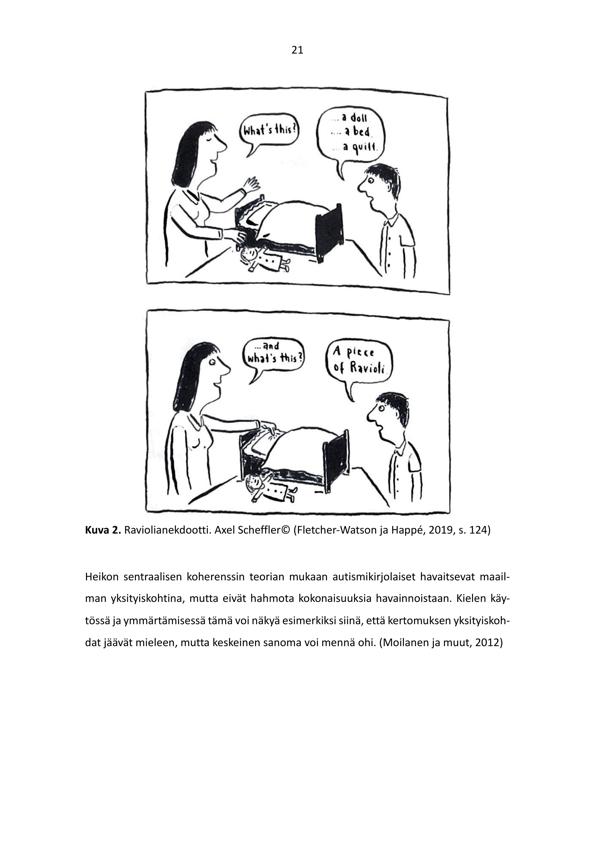 21
What's this?
... a doll
.... a bed
... a quilt.
...and
what's this?
A piece
of Ravioli
Kuva 2. Raviolianekdootti. Axel Scheffler© (Fletcher-Watson ja Happé, 2019, s. 124)
Heikon sentraalisen koherenssin teorian mukaan autismikirjolaiset havaitsevat maail-
man yksityiskohtina, mutta eivät hahmota kokonaisuuksia havainnoistaan. Kielen käy-
tössä ja ymmärtämisessä tämä voi näkyä esimerkiksi siinä, että kertomuksen yksityiskoh-
dat jäävät mieleen, mutta keskeinen sanoma voi mennä ohi. (Moilanen ja muut, 2012)